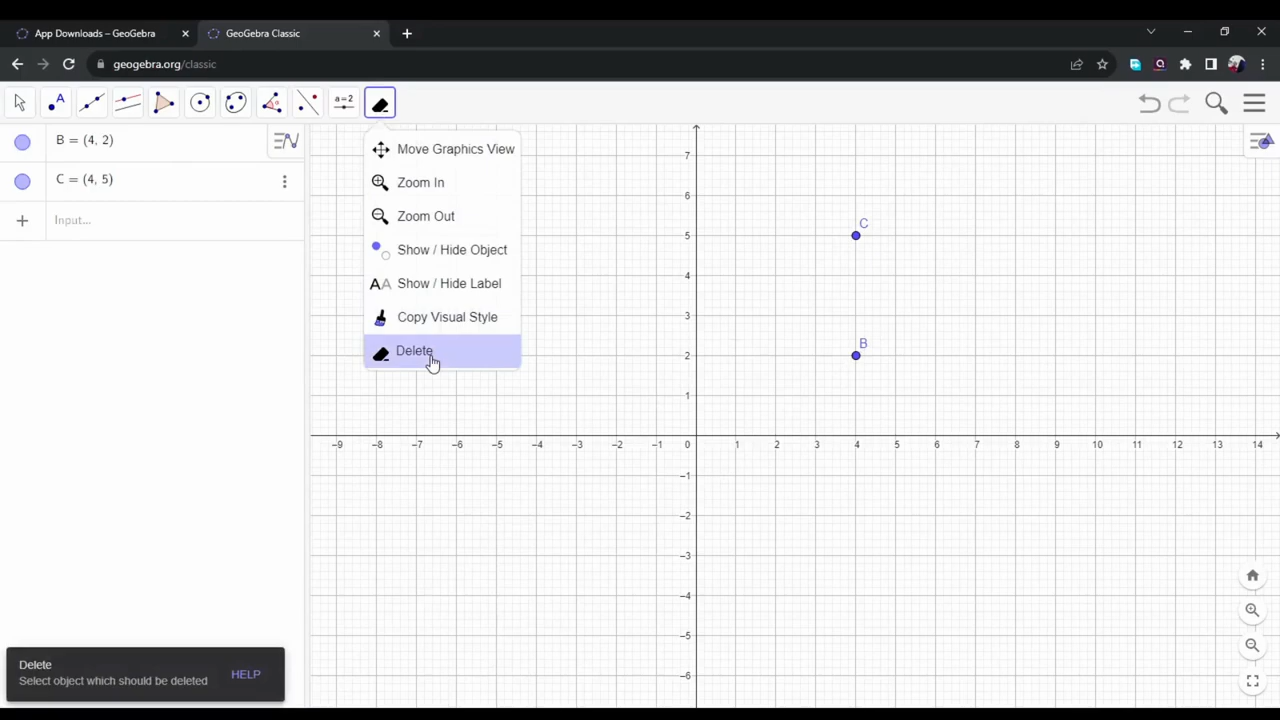 App Downloads – GeoGebra
GeoGebra Classic
geogebra.org/classic
A
a=2
B = (4, 2)
C = (4, 5)
Input...
Move Graphics View
Zoom In
Zoom Out
Show / Hide Object
AA Show / Hide Label
Copy Visual Style
Delete
7
6
5
4
3
2
1
−9 −8 −7 −6 −5 −4 −3 −2 −1 0 1 2 3 4 5 6 7 8 9 10 11 12 13 14
−1
−2
−3
−4
−5
−6
C
B
Delete
Select object which should be deleted
HELP